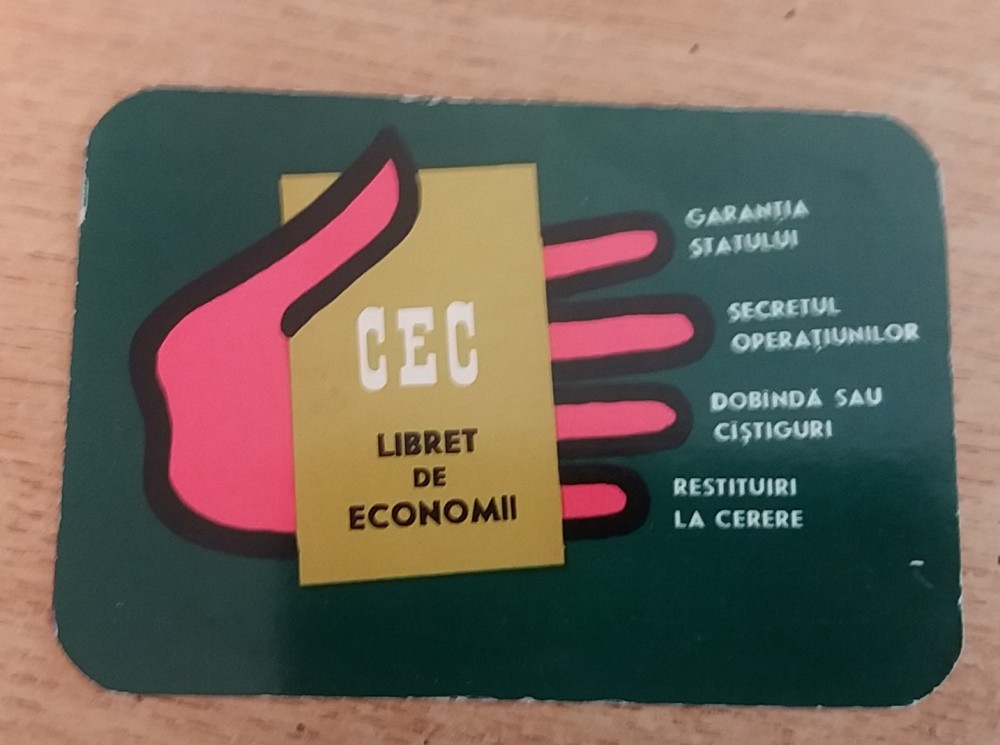 CEC
LIBRET
DE
ECONOMII
GARANȚIA
STATULUI
SECRETUL
OPERAȚIUNILOR
DOBÎNDĂ SAU
CÎȘTIGURI
RESTITUIRI
LA CERERE